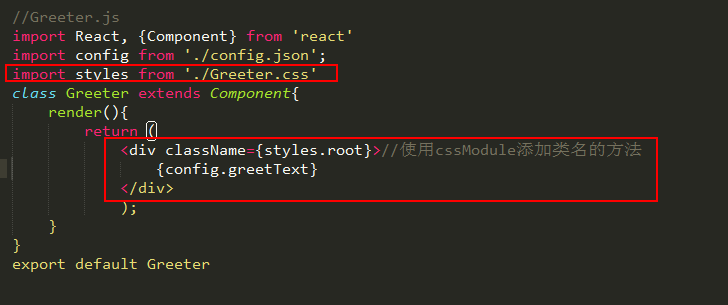 //Greeter.js
import React, {Component} from 'react'
import config from './config.json';
import styles from './Greeter.css'
class Greeter extends Component{
render(){
return (
<div className={styles.root}>//使用cssModule添加类名的方法
{config.greetText}
</div>
);
}
}
export default Greeter